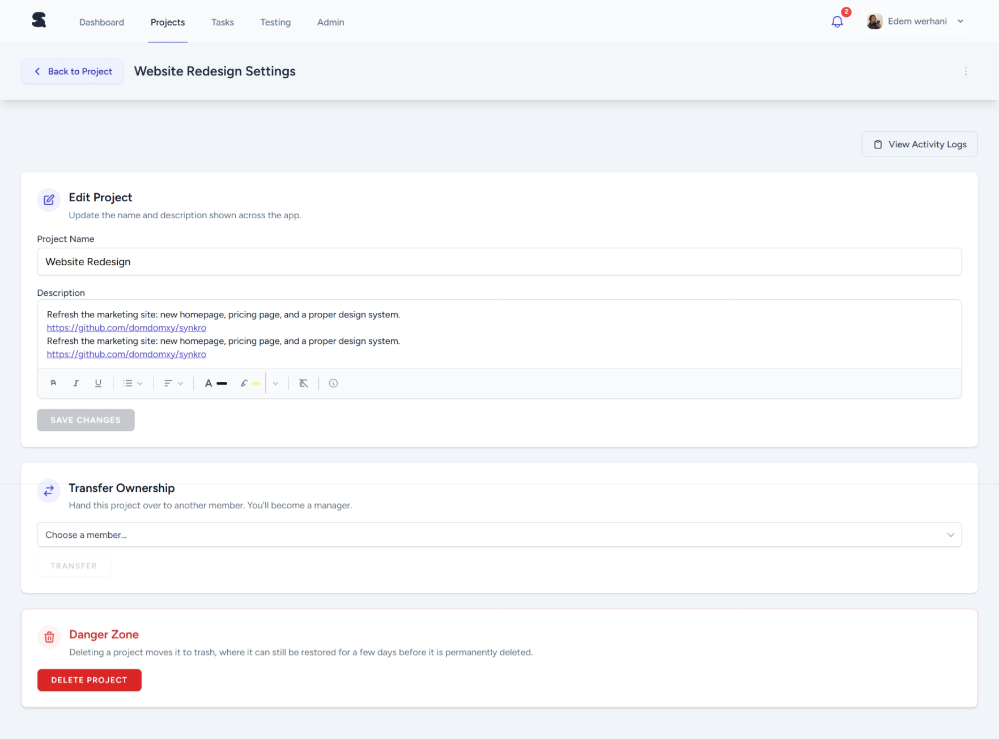 Dashboard
Projects
Tasks
Testing
Admin
2
Edem werhani
Back to Project
Website Redesign Settings
View Activity Logs
Edit Project
Update the name and description shown across the app.
Project Name
Website Redesign
Description
Refresh the marketing site: new homepage, pricing page, and a proper design system.
https://github.com/domdomxy/synkro
Refresh the marketing site: new homepage, pricing page, and a proper design system.
https://github.com/domdomxy/synkro
B I U A
SAVE CHANGES
Transfer Ownership
Hand this project over to another member. You'll become a manager.
Choose a member...
TRANSFER
Danger Zone
Deleting a project moves it to trash, where it can still be restored for a few days before it is permanently deleted.
DELETE PROJECT